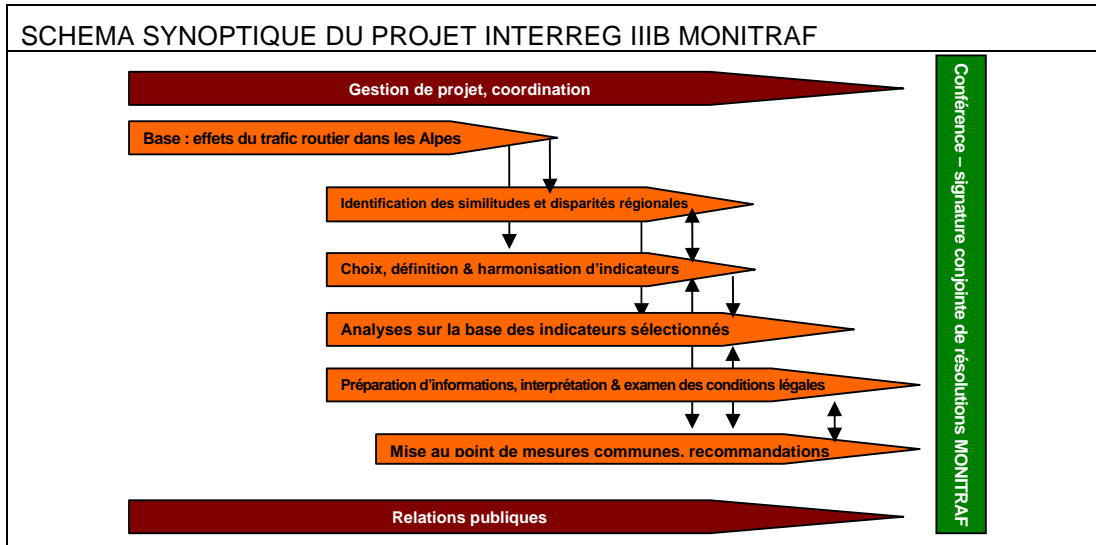 SCHEMA SYNOPTIQUE DU PROJET INTERREG IIIB MONITRAF
Gestion de projet, coordination
Base : effets du trafic routier dans les Alpes
Identification des similitudes et disparités régionales
Choix, définition & harmonisation d'indicateurs
Analyses sur la base des indicateurs sélectionnés
Préparation d'informations, interprétation & examen des conditions légales
Mise au point de mesures communes, recommandations
Relations publiques
Conférence – signature conjointe de résolutions MONITRAF